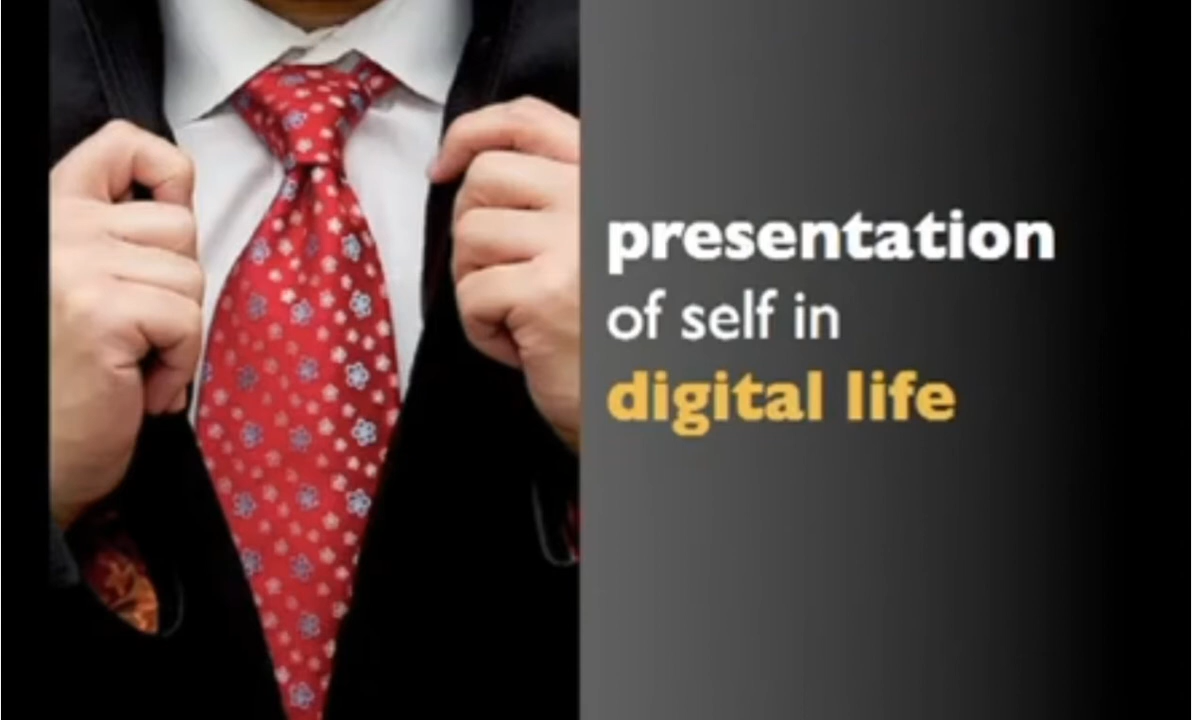 presentation
of self in
digital life